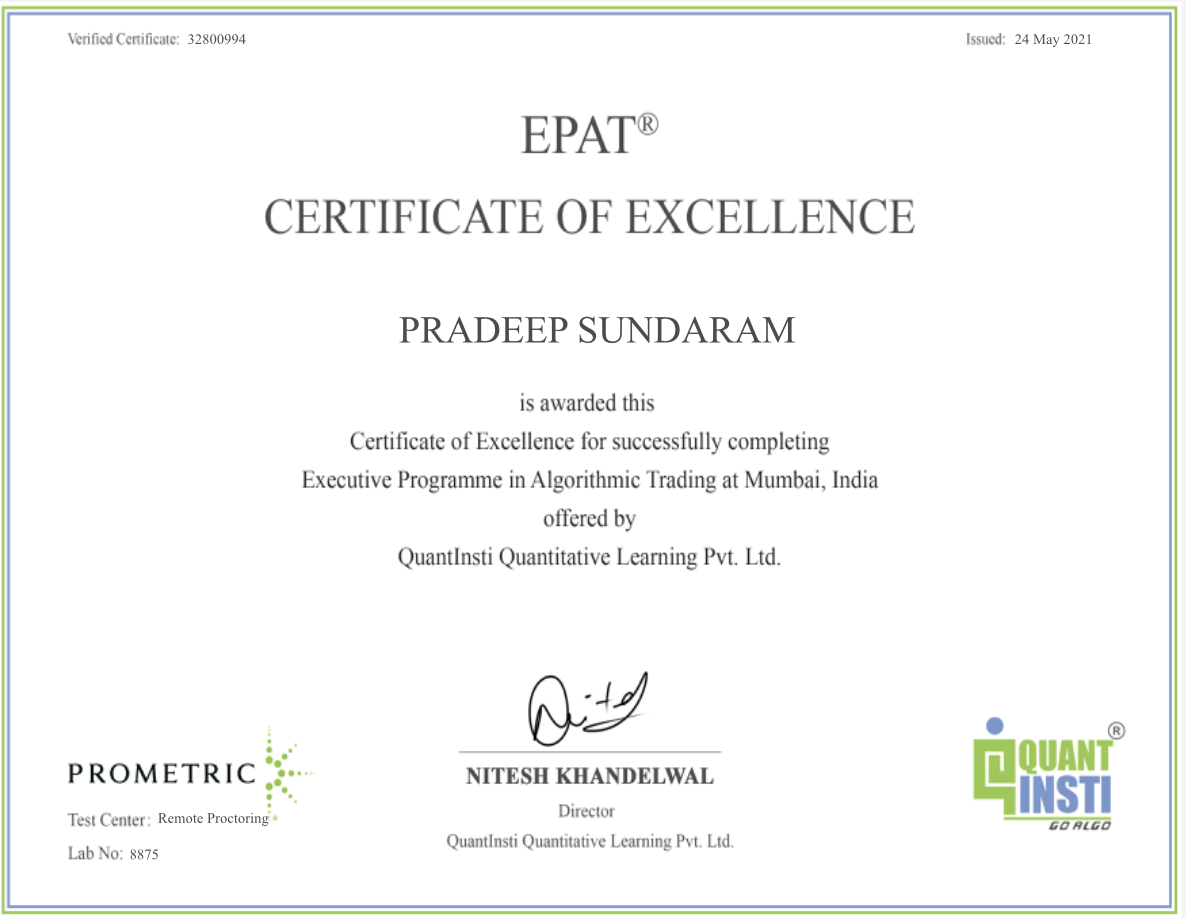 Verified Certificate: 32800994
Issued: 24 May 2021
EPAT®
CERTIFICATE OF EXCELLENCE
PRADEEP SUNDARAM
is awarded this
Certificate of Excellence for successfully completing
Executive Programme in Algorithmic Trading at Mumbai, India
offered by
QuantInsti Quantitative Learning Pvt. Ltd.
PROMETRIC
Test Center: Remote Proctoring
Lab No: 8875
Nitesh
NITESH KHANDELWAL
Director
QuantInsti Quantitative Learning Pvt. Ltd.
QUANT®
INSTI
GO ALGO